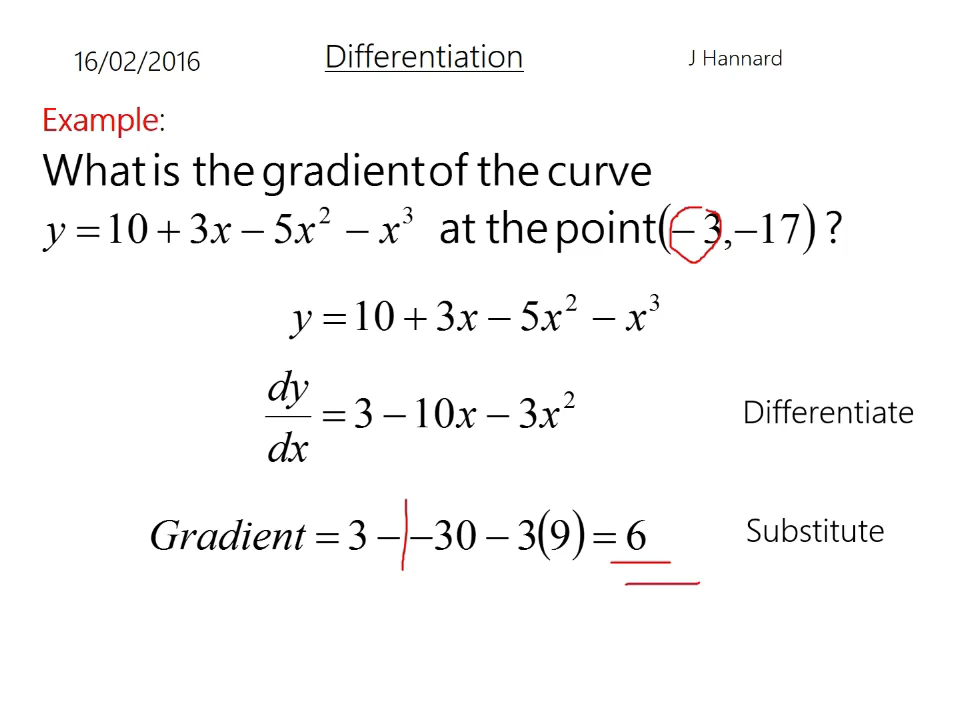 16/02/2016 Differentiation J Hannard
Example:
What is the gradient of the curve
y = 10 + 3x − 5x² − x³ at the point (−3,−17) ?
y = 10 + 3x − 5x² − x³
dy/dx = 3 − 10x − 3x² Differentiate
Gradient = 3 − −30 − 3(9) = 6 Substitute